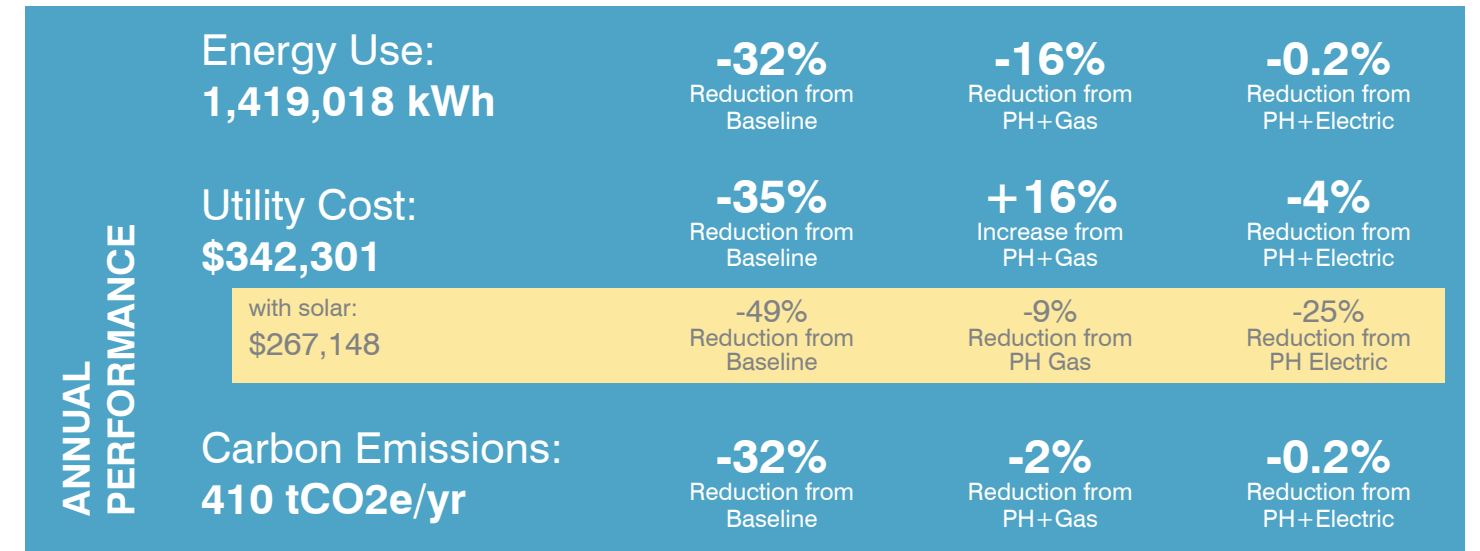 ANNUAL
PERFORMANCE
Energy Use:
1,419,018 kWh
-32%
Reduction from
Baseline
-16%
Reduction from
PH+Gas
-0.2%
Reduction from
PH+Electric
Utility Cost:
$342,301
-35%
Reduction from
Baseline
+16%
Increase from
PH+Gas
-4%
Reduction from
PH+Electric
with solar:
$267,148
-49%
Reduction from
Baseline
-9%
Reduction from
PH Gas
-25%
Reduction from
PH Electric
Carbon Emissions:
410 tCO2e/yr
-32%
Reduction from
Baseline
-2%
Reduction from
PH+Gas
-0.2%
Reduction from
PH+Electric